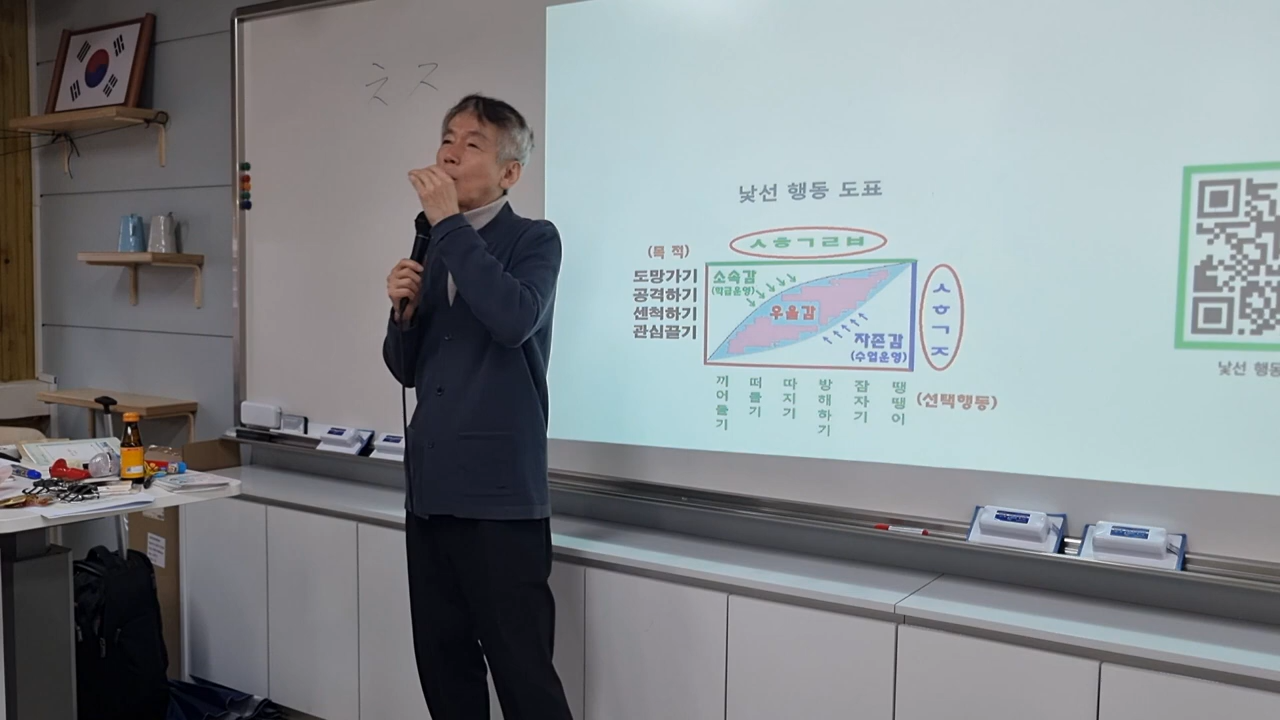 ㅊ ㅈ
낯선 행동 도표
ㅅㅎㄱㄹㅂ
(목 적)
도망가기
공격하기
센척하기
관심끌기
소속감
(학급운영)
우울감
자존감
(수업운영)
ㅅㅎㄱㅈ
끼어들기
떠들기
따지기
방해하기
잠자기
땡땡이
(선택행동)
낯선 행동